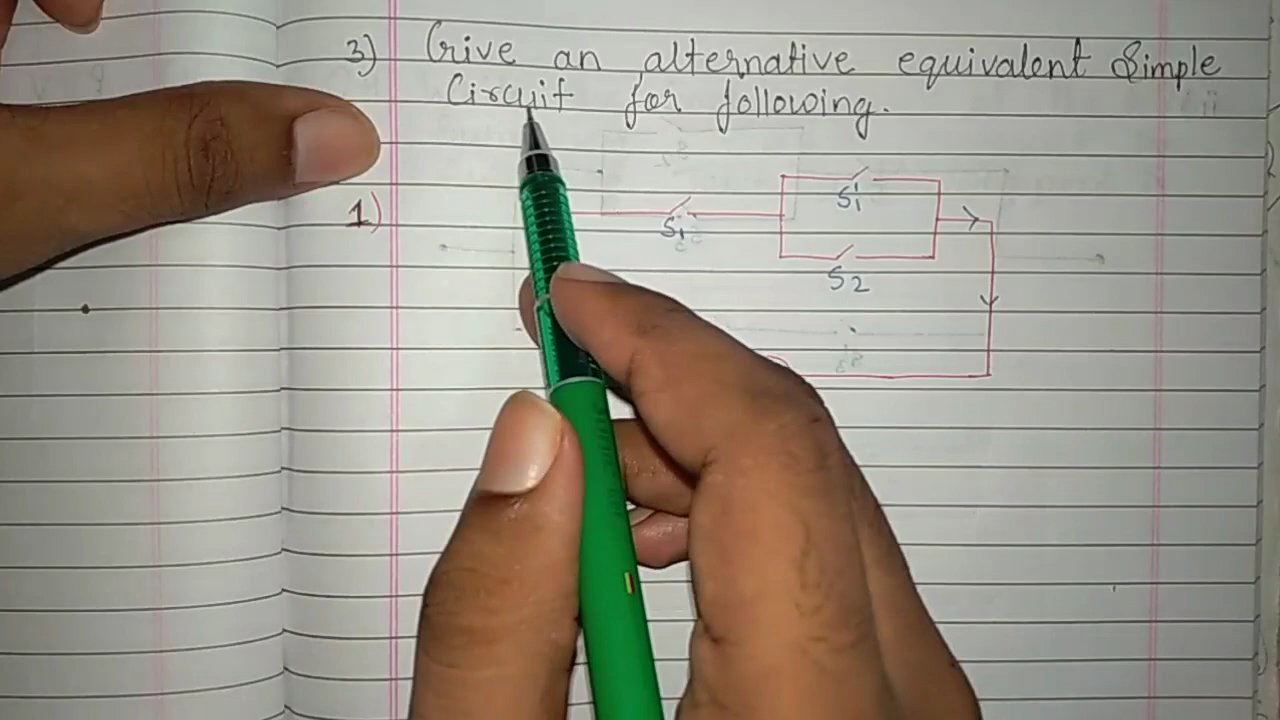 3) Give an alternative equivalent Simple
Circuit for following.
1)
S₁'
S₁
S2